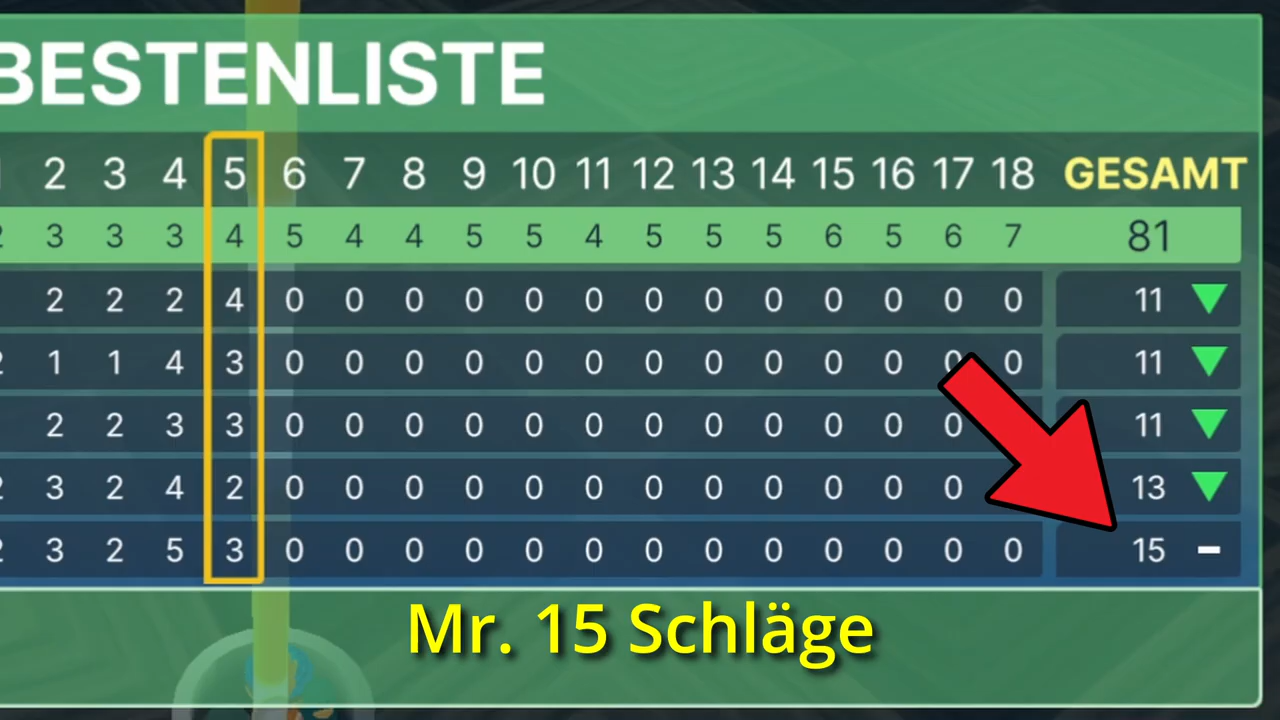 BESTENLISTE
2 3 4 5 6 7 8 9 10 11 12 13 14 15 16 17 18 GESAMT
2 3 3 3 4 5 4 4 5 5 4 5 5 5 6 5 6 7 81
2 2 2 4 0 0 0 0 0 0 0 0 0 0 0 0 0 11
2 1 1 4 3 0 0 0 0 0 0 0 0 0 0 0 0 0 11
2 2 3 3 0 0 0 0 0 0 0 0 0 0 0 0 11
2 3 2 4 2 0 0 0 0 0 0 0 0 0 0 0 0 13
2 3 2 5 3 0 0 0 0 0 0 0 0 0 0 0 0 0 15 –
Mr. 15 Schläge